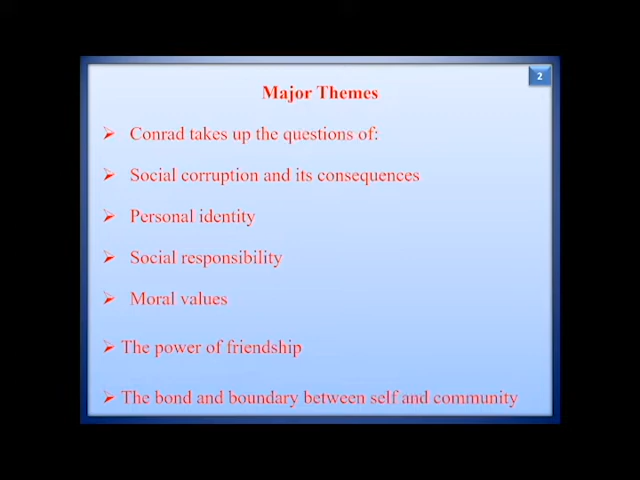 2
Major Themes
Conrad takes up the questions of:
Social corruption and its consequences
Personal identity
Social responsibility
Moral values
The power of friendship
The bond and boundary between self and community